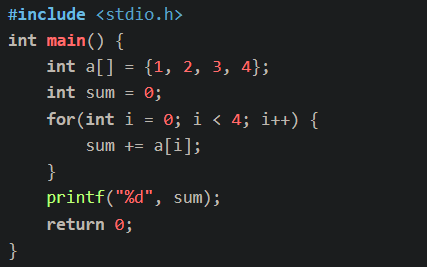 #include <stdio.h>
int main() {
    int a[] = {1, 2, 3, 4};
    int sum = 0;
    for(int i = 0; i < 4; i++) {
        sum += a[i];
    }
    printf("%d", sum);
    return 0;
}